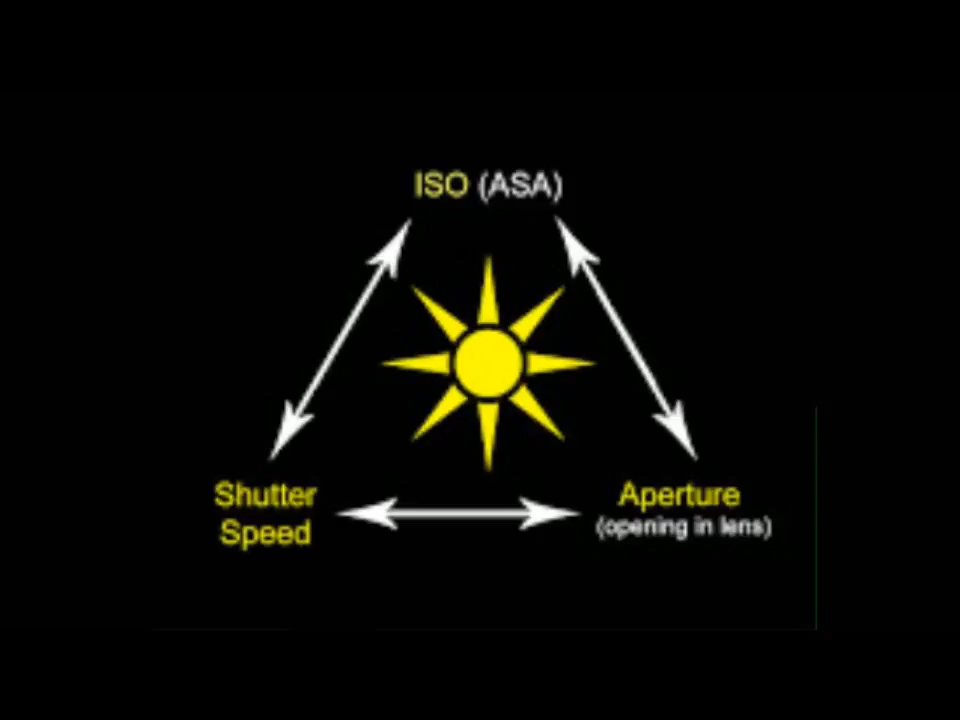 ISO (ASA)
Shutter
Speed
Aperture
(opening in lens)